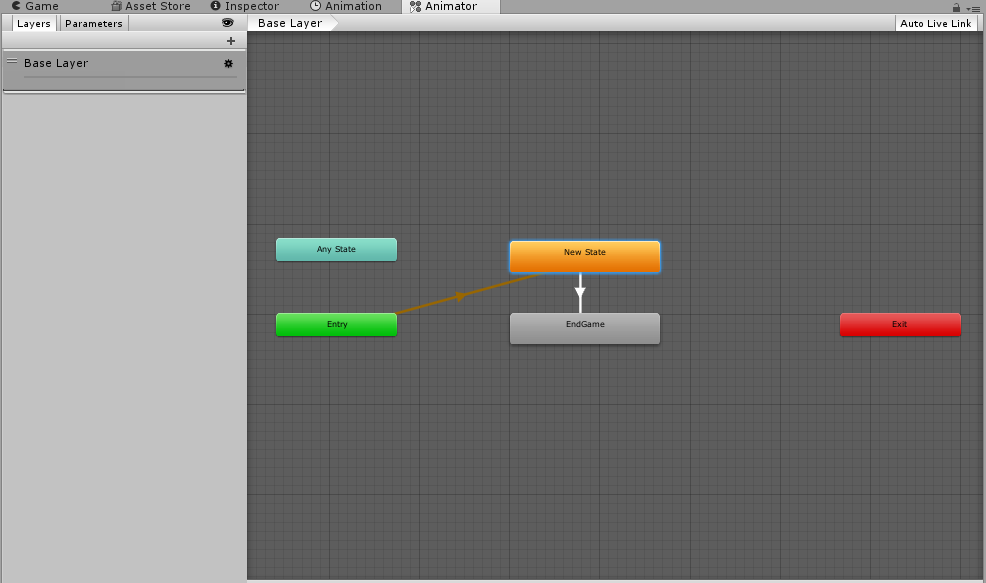 Game
Asset Store
Inspector
Animation
Animator
Layers
Parameters
Base Layer
Auto Live Link
Base Layer
Any State
New State
Entry
EndGame
Exit